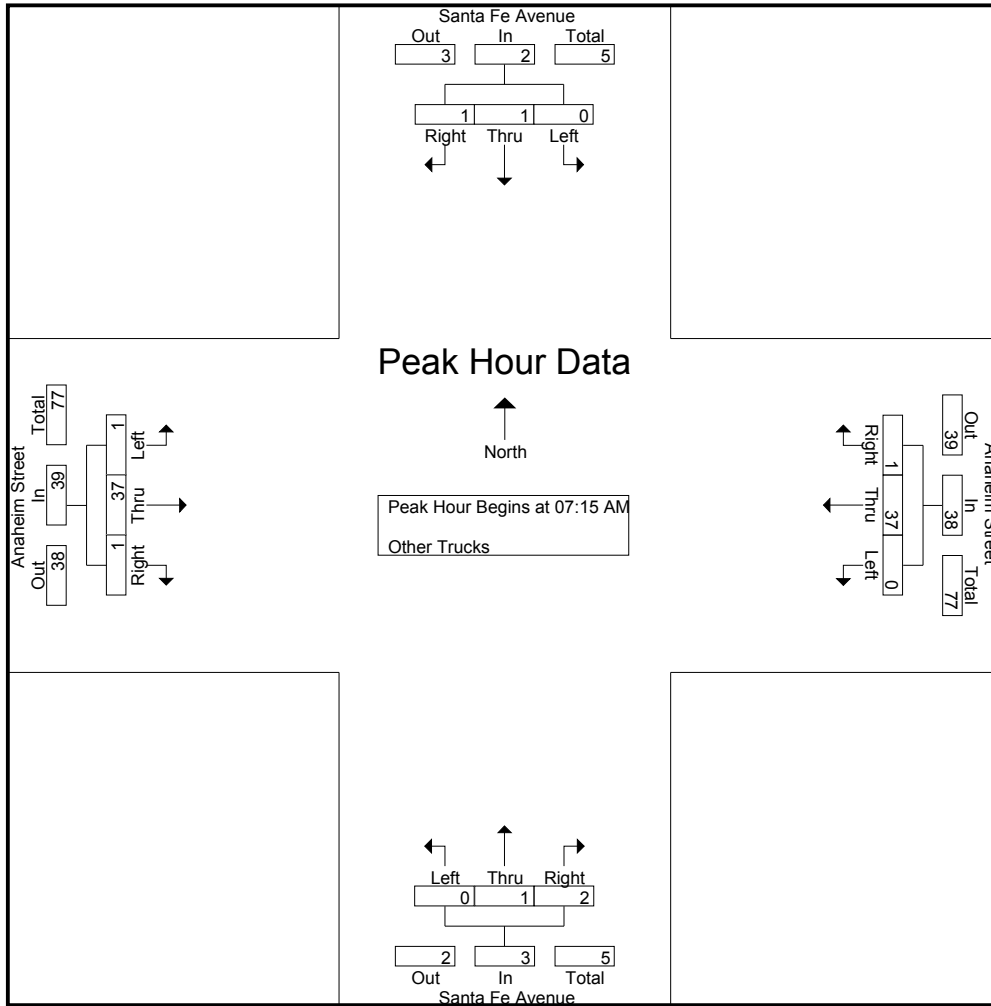 Santa Fe Avenue
Out In Total
3 2 5
1 1 0
Right Thru Left
Peak Hour Data
North
Peak Hour Begins at 07:15 AM
Other Trucks
Anaheim Street
Out In Total
38 39 77
Right Thru Left
1 37 1
Anaheim Street
Out In Total
39 38 77
Right Thru Left
1 37 0
Left Thru Right
0 1 2
2 3 5
Out In Total
Santa Fe Avenue